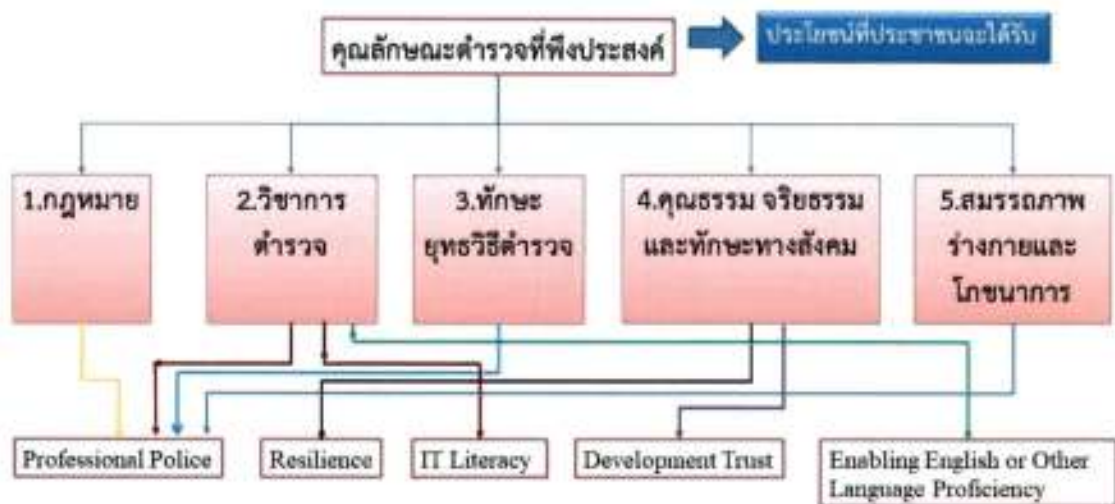 คุณลักษณะตำรวจที่พึงประสงค์
ประโยชน์ที่ประชาชนจะได้รับ
1.กฎหมาย
2.วิชาการ
ตำรวจ
3.ทักษะ
ยุทธวิธีตำรวจ
4.คุณธรรม จริยธรรม
และทักษะทางสังคม
5.สมรรถภาพ
ร่างกายและ
โภชนาการ
Professional Police
Resilience
IT Literacy
Development Trust
Enabling English or Other
Language Proficiency